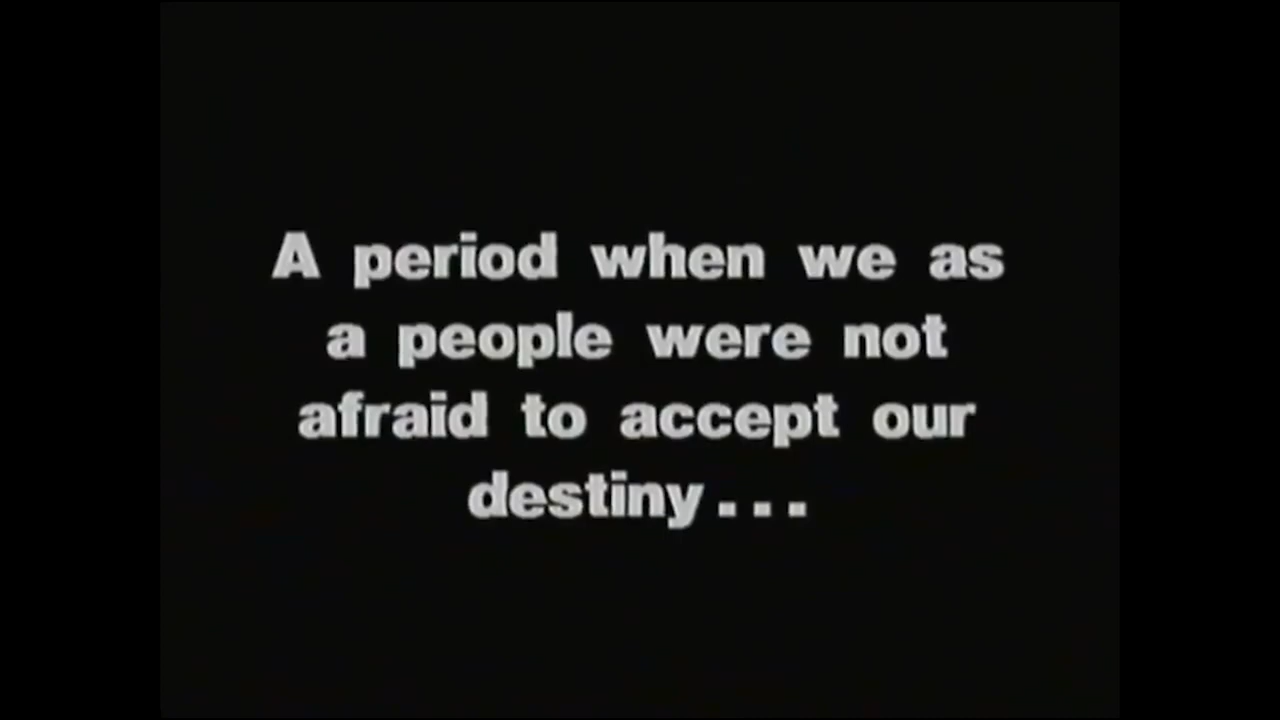 A period when we as
a people were not
afraid to accept our
destiny...